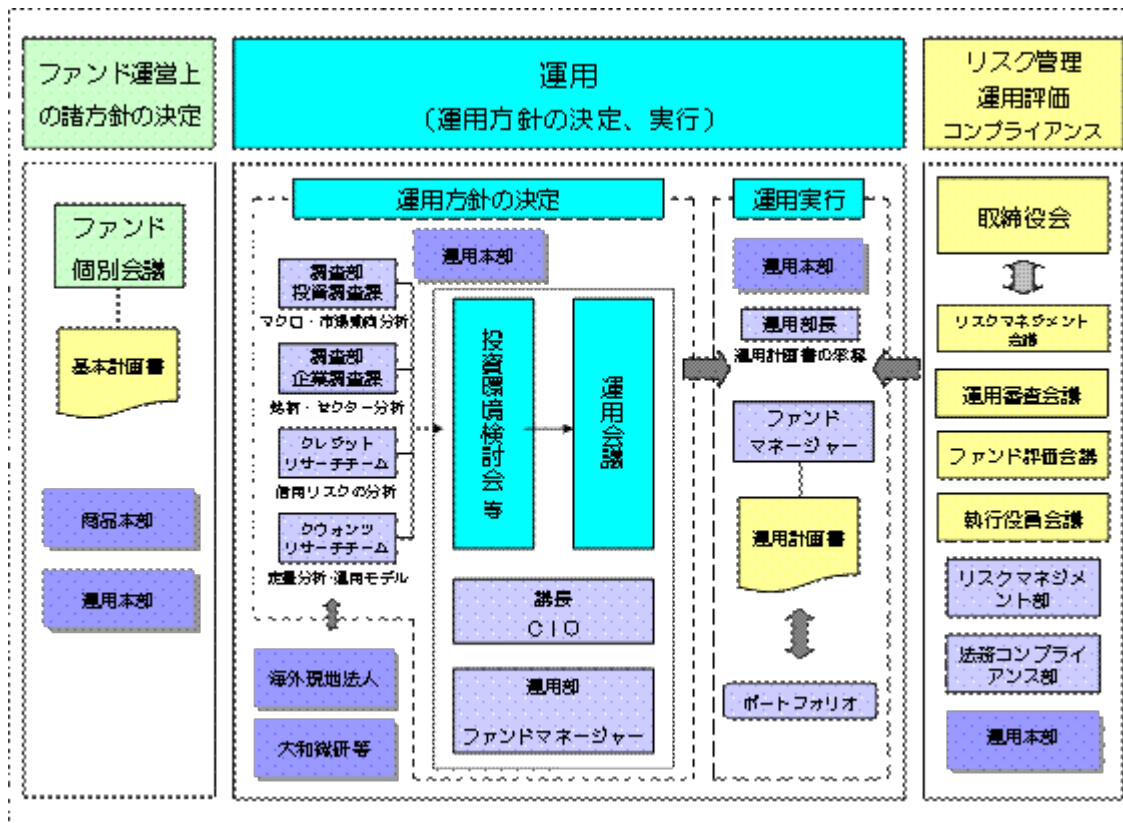 ファンド運営上
の諸方針の決定
運用
(運用方針の決定、実行)
リスク管理
運用評価
コンプライアンス
ファンド
個別会議
基本計画書
商品本部
運用本部
運用方針の決定
運用本部
調査部
投資調査課
マクロ・市場動向分析
調査部
企業調査課
銘柄・セクター分析
クレジット
リサーチチーム
信用リスクの分析
クウォンツ
リサーチチーム
定量分析・運用モデル
海外現地法人
大和総研等
投資環境検討会 等
運用会議
議長
CIO
運用部
ファンドマネージャー
運用実行
運用本部
運用部長
運用計画書の承認
ファンド
マネージャー
運用計画書
ポートフォリオ
取締役会
リスクマネジメント
会議
運用審査会議
ファンド評価会議
執行役員会議
リスクマネジメ
ント部
法務コンプライ
アンス部
運用本部